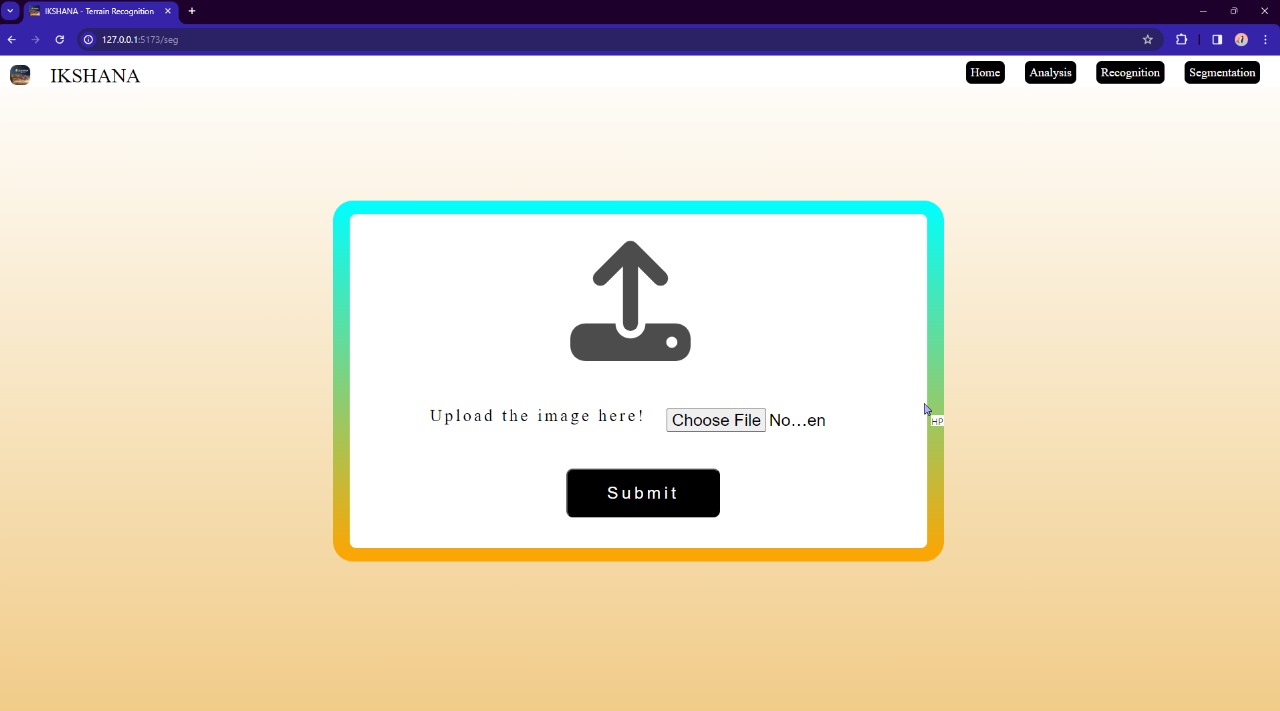 IKSHANA - Terrain Recognition
127.0.0.1:5173/seg
IKSHANA
Home Analysis Recognition Segmentation
Upload the image here! Choose File No...en
HP
Submit